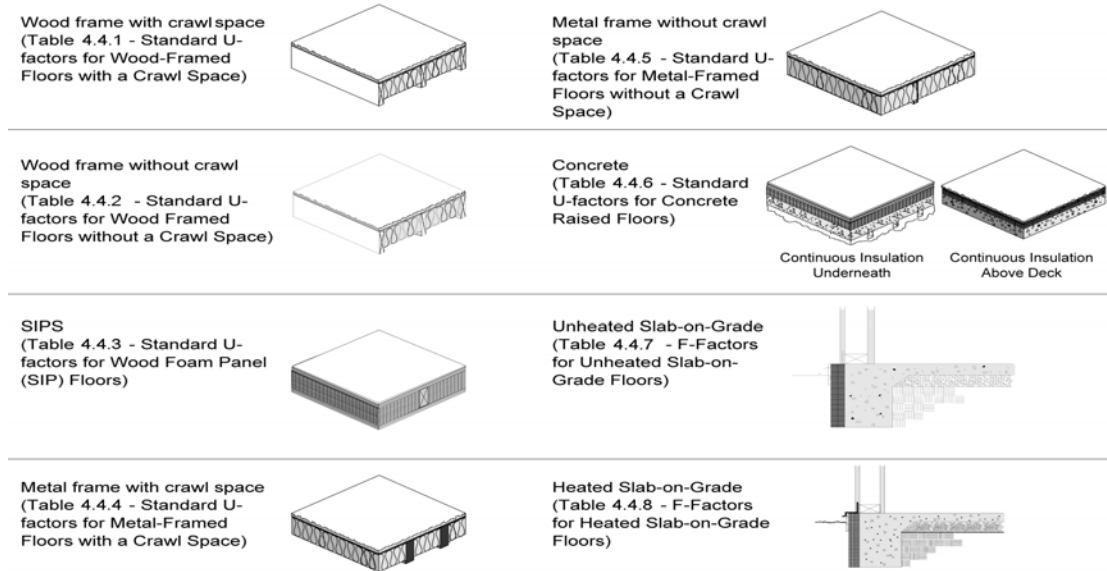 Wood frame with crawl space
(Table 4.4.1 - Standard U-
factors for Wood-Framed
Floors with a Crawl Space)
Metal frame without crawl
space
(Table 4.4.5 - Standard U-
factors for Metal-Framed
Floors without a Crawl
Space)
Wood frame without crawl
space
(Table 4.4.2 - Standard U-
factors for Wood Framed
Floors without a Crawl Space)
Concrete
(Table 4.4.6 - Standard
U-factors for Concrete
Raised Floors)
Continuous Insulation
Underneath
Continuous Insulation
Above Deck
SIPS
(Table 4.4.3 - Standard U-
factors for Wood Foam Panel
(SIP) Floors)
Unheated Slab-on-Grade
(Table 4.4.7 - F-Factors
for Unheated Slab-on-
Grade Floors)
Metal frame with crawl space
(Table 4.4.4 - Standard U-
factors for Metal-Framed
Floors with a Crawl Space)
Heated Slab-on-Grade
(Table 4.4.8 - F-Factors
for Heated Slab-on-Grade
Floors)